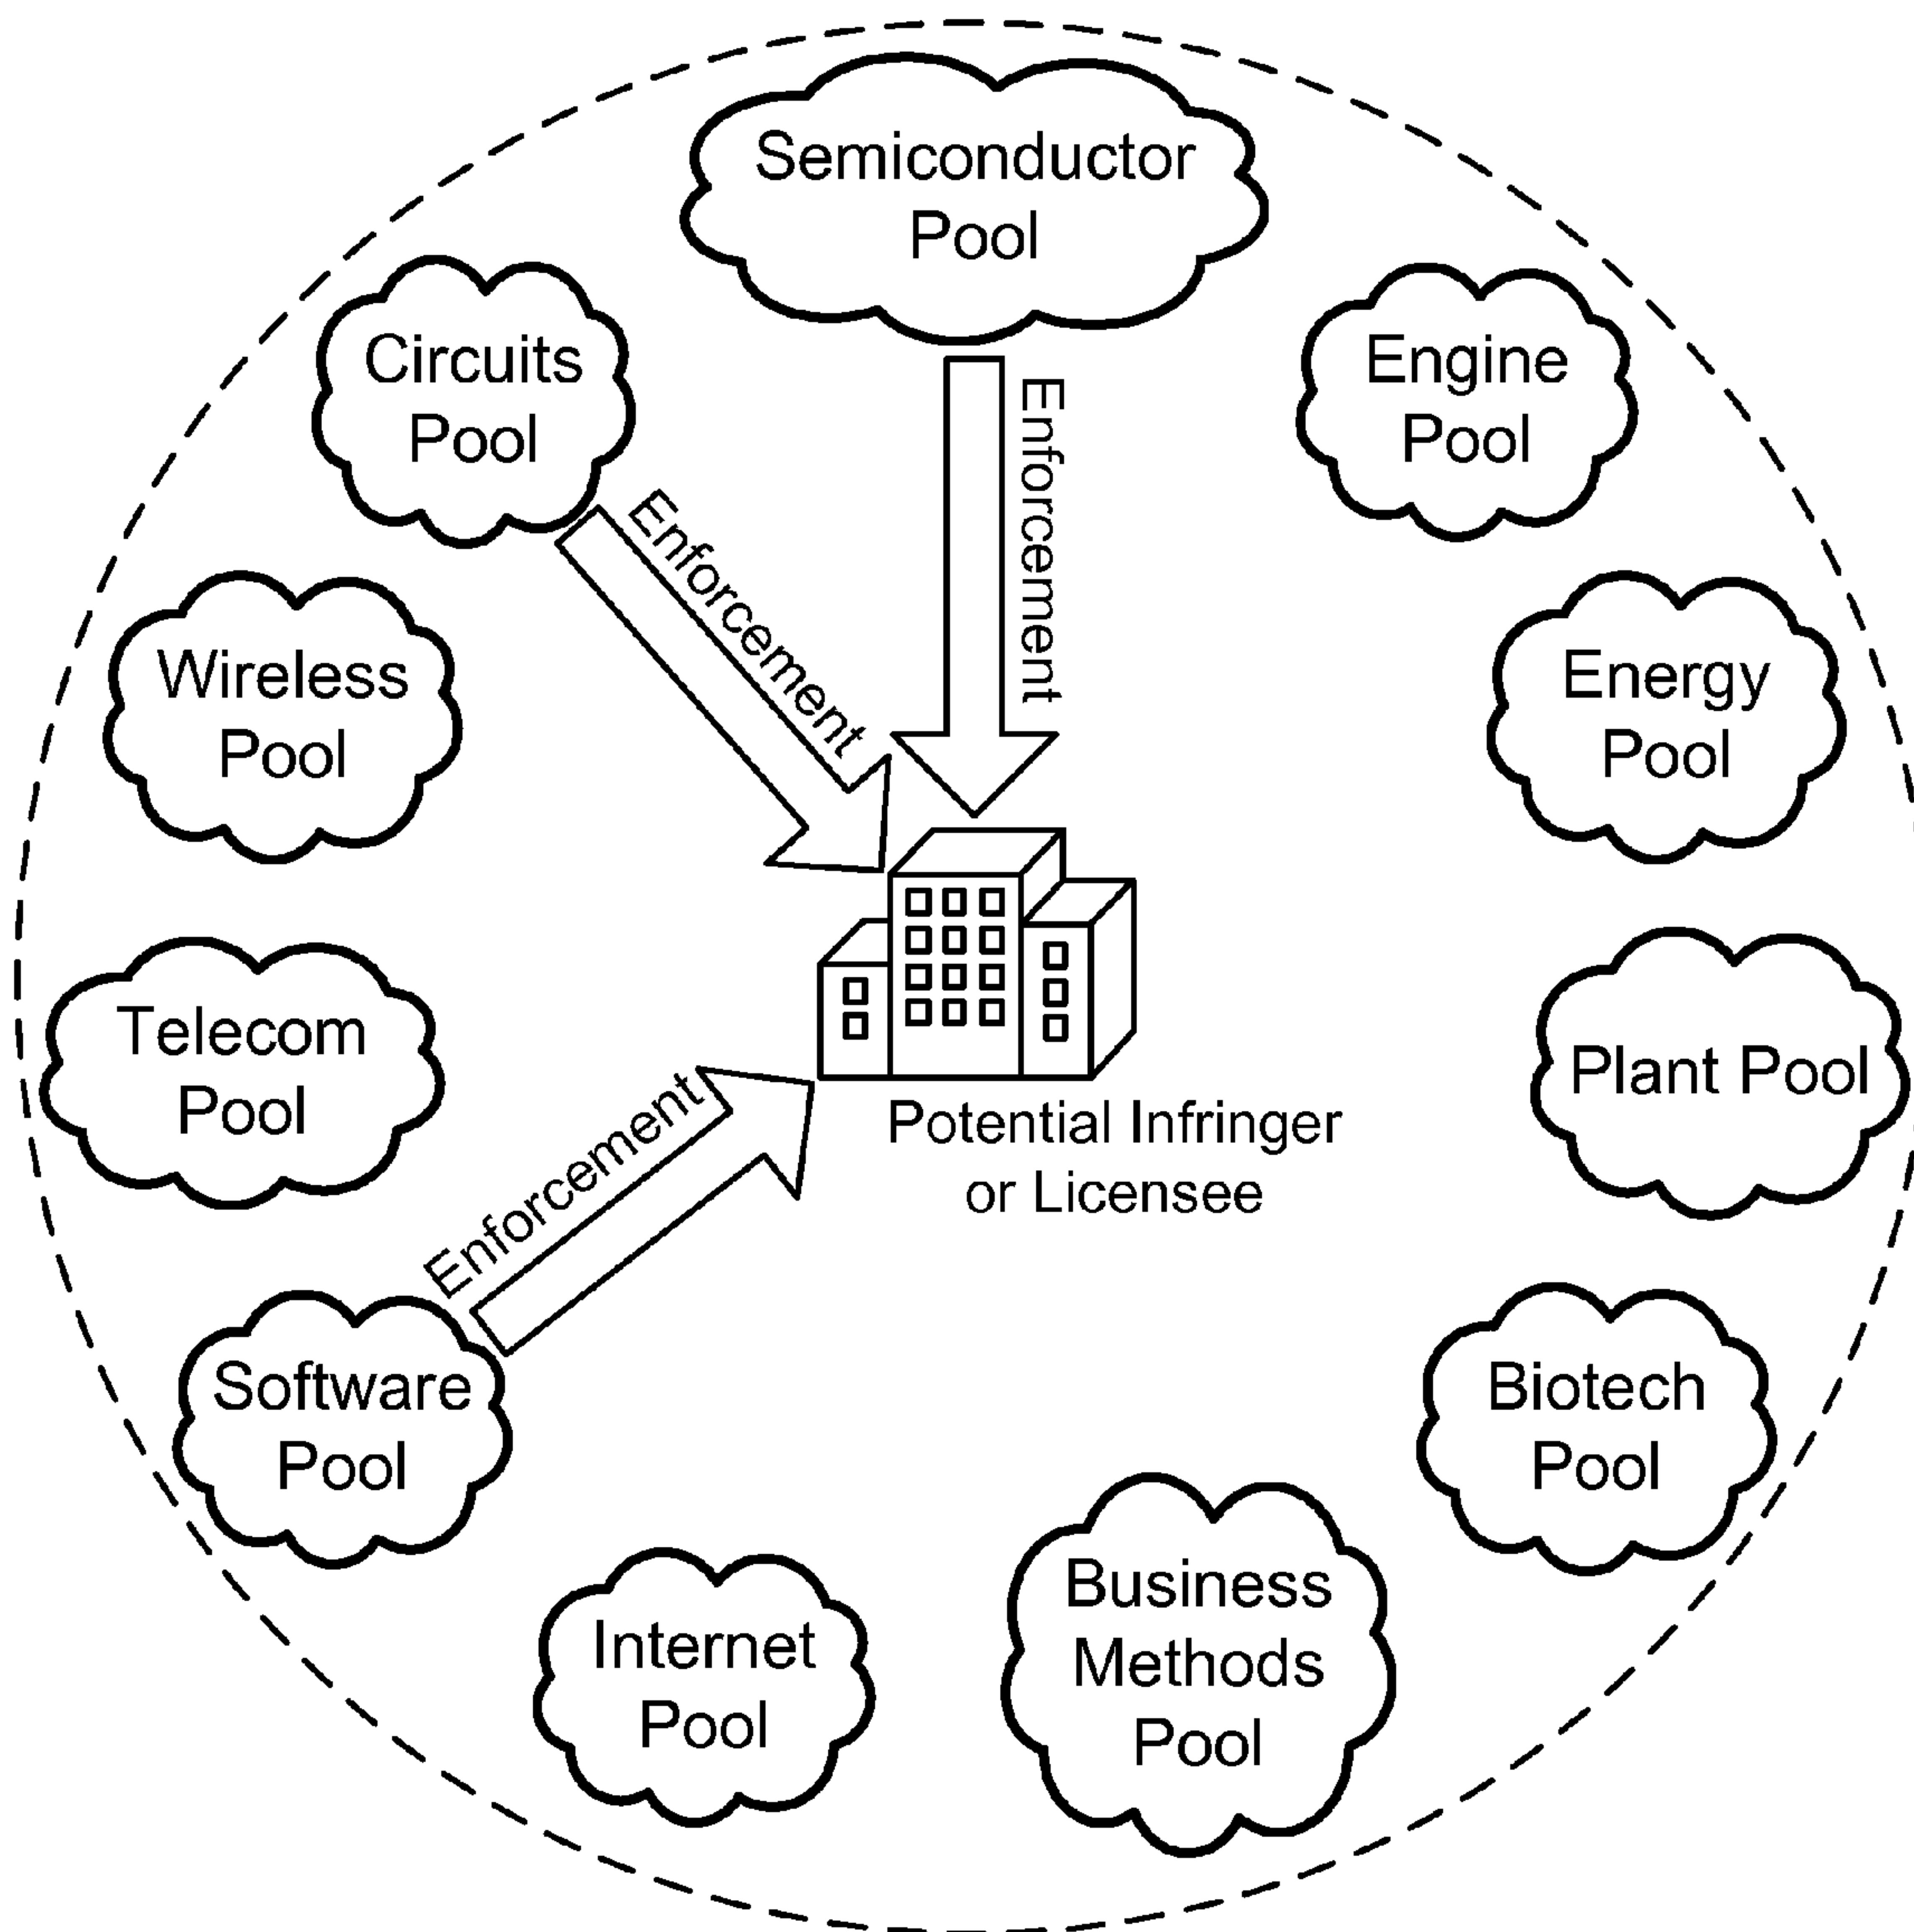 Semiconductor
Pool
Circuits
Pool
Engine
Pool
Enforcement
Enforcement
Wireless
Pool
Energy
Pool
Telecom
Pool
Plant Pool
Potential Infringer
or Licensee
Enforcement
Software
Pool
Biotech
Pool
Internet
Pool
Business
Methods
Pool